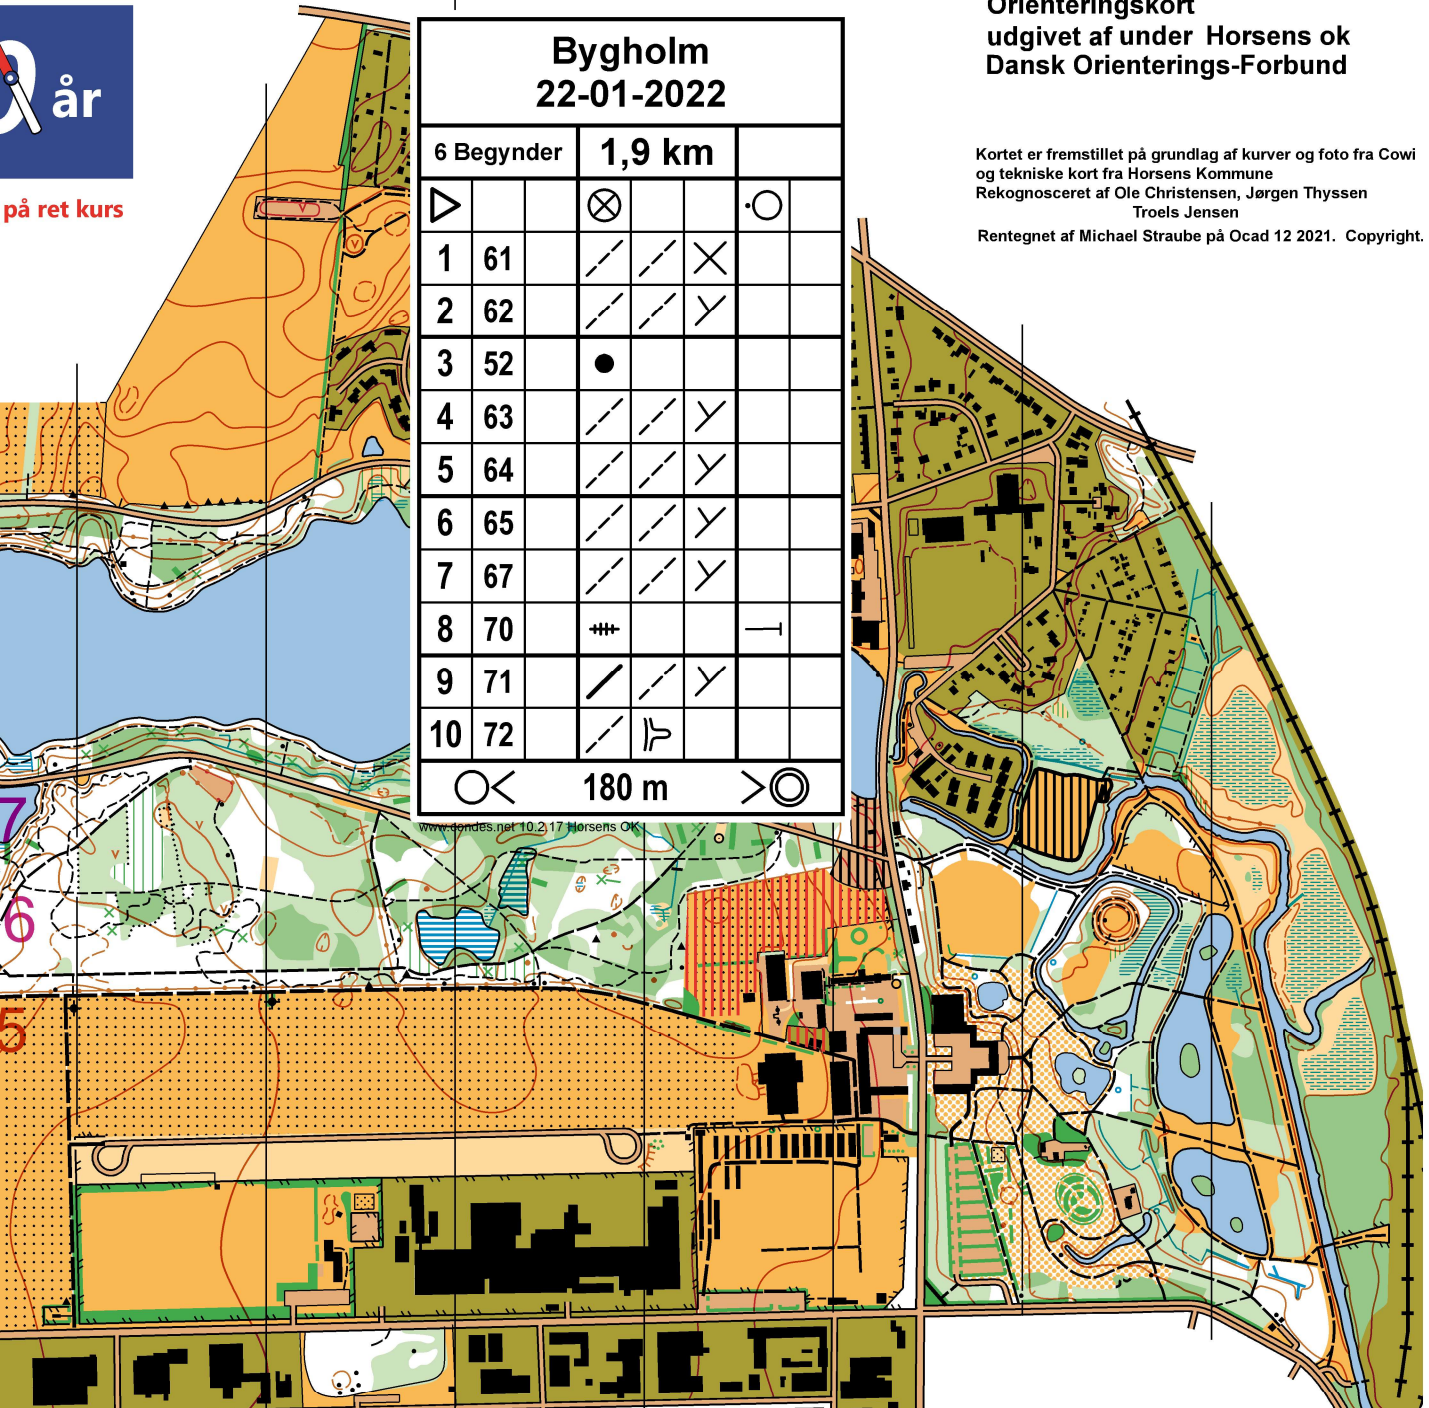 år
på ret kurs
Bygholm
22-01-2022
6 Begynder 1,9 km
1 61
2 62
3 52
4 63
5 64
6 65
7 67
8 70
9 71
10 72
180 m
www.condes.net 10.2.17 Horsens OK
Orienteringskort
udgivet af under Horsens ok
Dansk Orienterings-Forbund
Kortet er fremstillet på grundlag af kurver og foto fra Cowi
og tekniske kort fra Horsens Kommune
Rekognosceret af Ole Christensen, Jørgen Thyssen
Troels Jensen
Rentegnet af Michael Straube på Ocad 12 2021. Copyright.
7
6
5